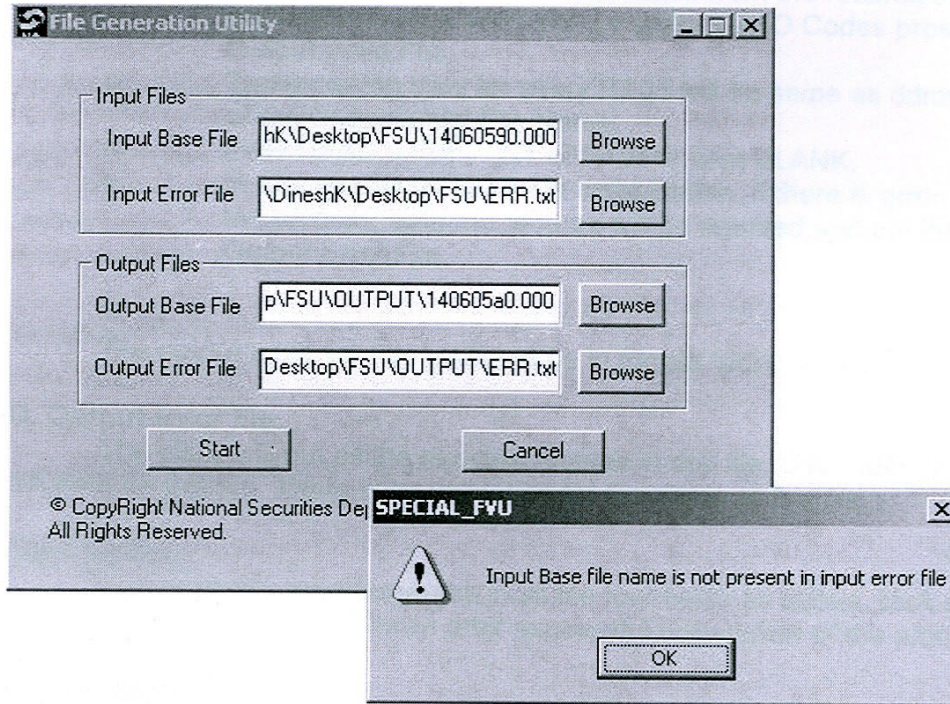 File Generation Utility
Input Files
Input Base File hK\Desktop\FSU\14060590.000 Browse
Input Error File \DineshK\Desktop\FSU\ERR.txt Browse
Output Files
Output Base File p\FSU\OUTPUT\140605a0.000 Browse
Output Error File Desktop\FSU\OUTPUT\ERR.txt Browse
Start Cancel
© CopyRight National Securities De
All Rights Reserved.
SPECIAL_FVU
Input Base file name is not present in input error file
OK